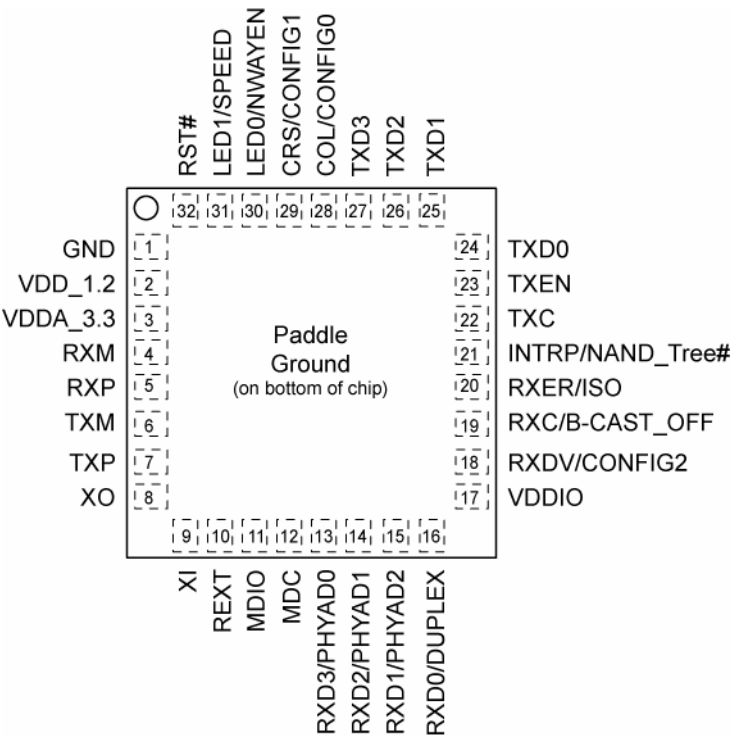 RST#
LED1/SPEED
LED0/NWAYEN
CRS/CONFIG1
COL/CONFIG0
TXD3
TXD2
TXD1
32 31 30 29 28 27 26 25
GND 1
VDD_1.2 2
VDDA_3.3 3
RXM 4
RXP 5
TXM 6
TXP 7
XO 8
Paddle
Ground
(on bottom of chip)
24 TXD0
23 TXEN
22 TXC
21 INTRP/NAND_Tree#
20 RXER/ISO
19 RXC/B-CAST_OFF
18 RXDV/CONFIG2
17 VDDIO
9 10 11 12 13 14 15 16
XI
REXT
MDIO
MDC
RXD3/PHYAD0
RXD2/PHYAD1
RXD1/PHYAD2
RXD0/DUPLEX